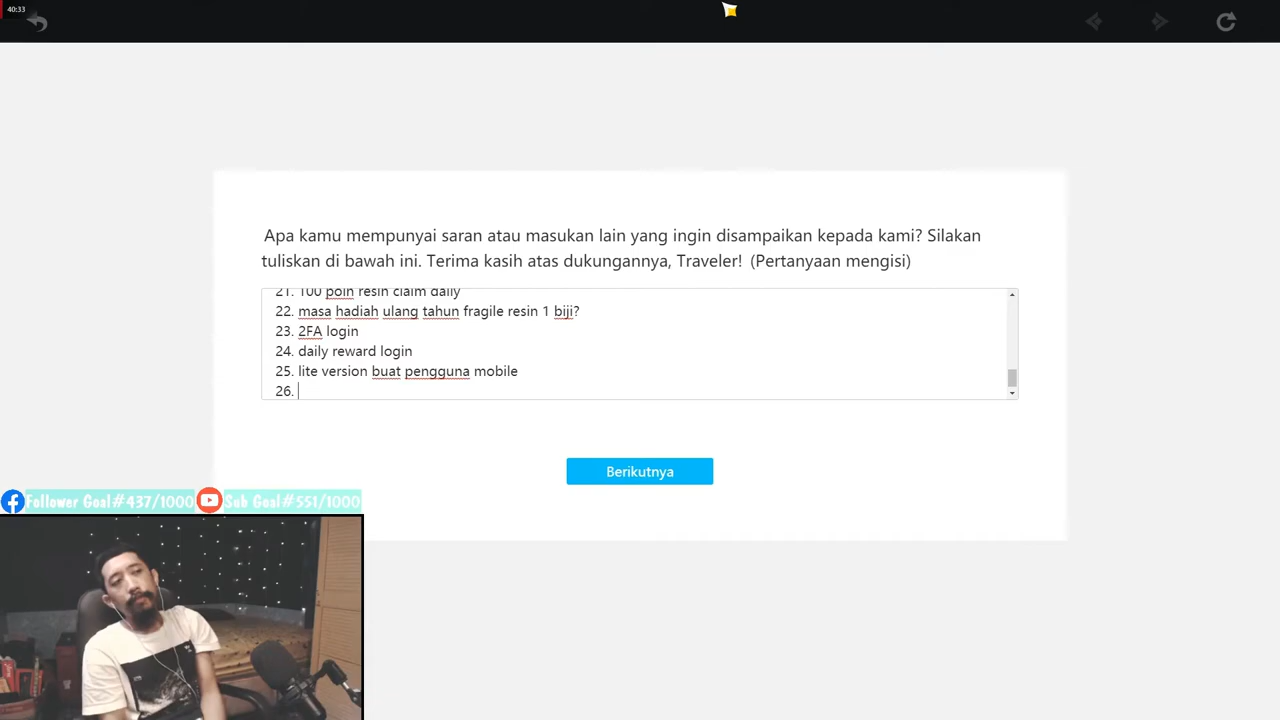 40:33
Apa kamu mempunyai saran atau masukan lain yang ingin disampaikan kepada kami? Silakan
tuliskan di bawah ini. Terima kasih atas dukungannya, Traveler! (Pertanyaan mengisi)
21. 100 poin resin claim daily
22. masa hadiah ulang tahun fragile resin 1 biji?
23. 2FA login
24. daily reward login
25. lite version buat pengguna mobile
26.
Berikutnya
Follower Goal#437/1000 Sub Goal#551/1000